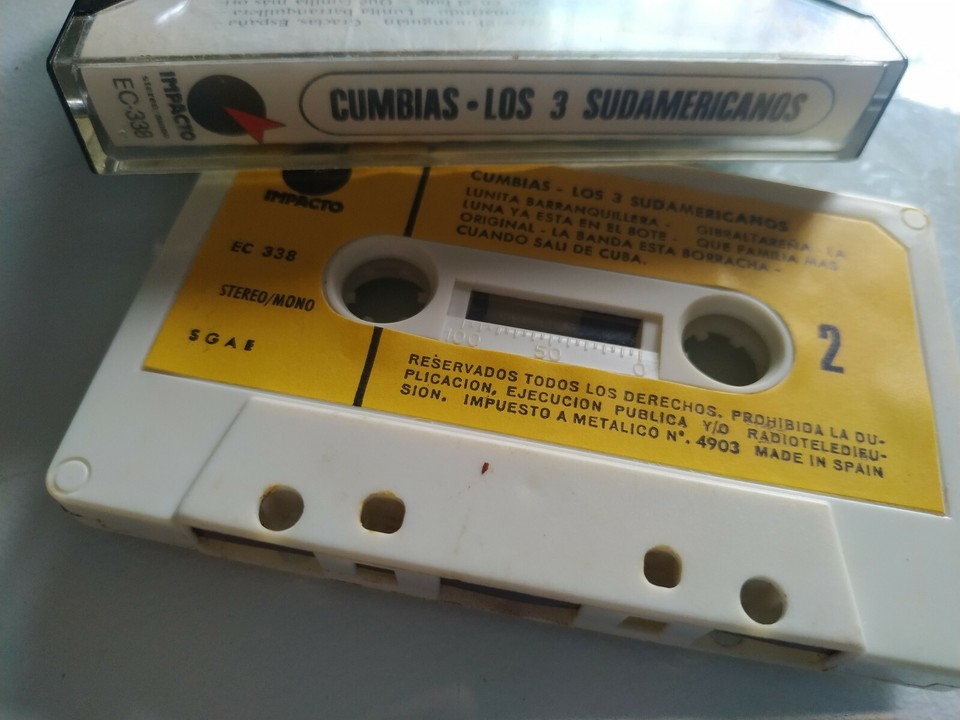 IMPACTO
stereo-mono
EC-338
CUMBIAS • LOS 3 SUDAMERICANOS
IMPACTO
EC 338
STEREO/MONO
S G A E
CUMBIAS - LOS 3 SUDAMERICANOS
LUNITA BARRANQUILLERA - GIBRALTAREÑA - LA
LUNA YA ESTA EN EL BOTE - QUE FAMILIA MAS
ORIGINAL - LA BANDA ESTA BORRACHA -
CUANDO SALI DE CUBA.
100 50 0
2
RESERVADOS TODOS LOS DERECHOS. PROHIBIDA LA DU-
PLICACION, EJECUCION PUBLICA Y/O RADIOTELEDIFU-
SION. IMPUESTO A METALICO Nº. 4903 MADE IN SPAIN